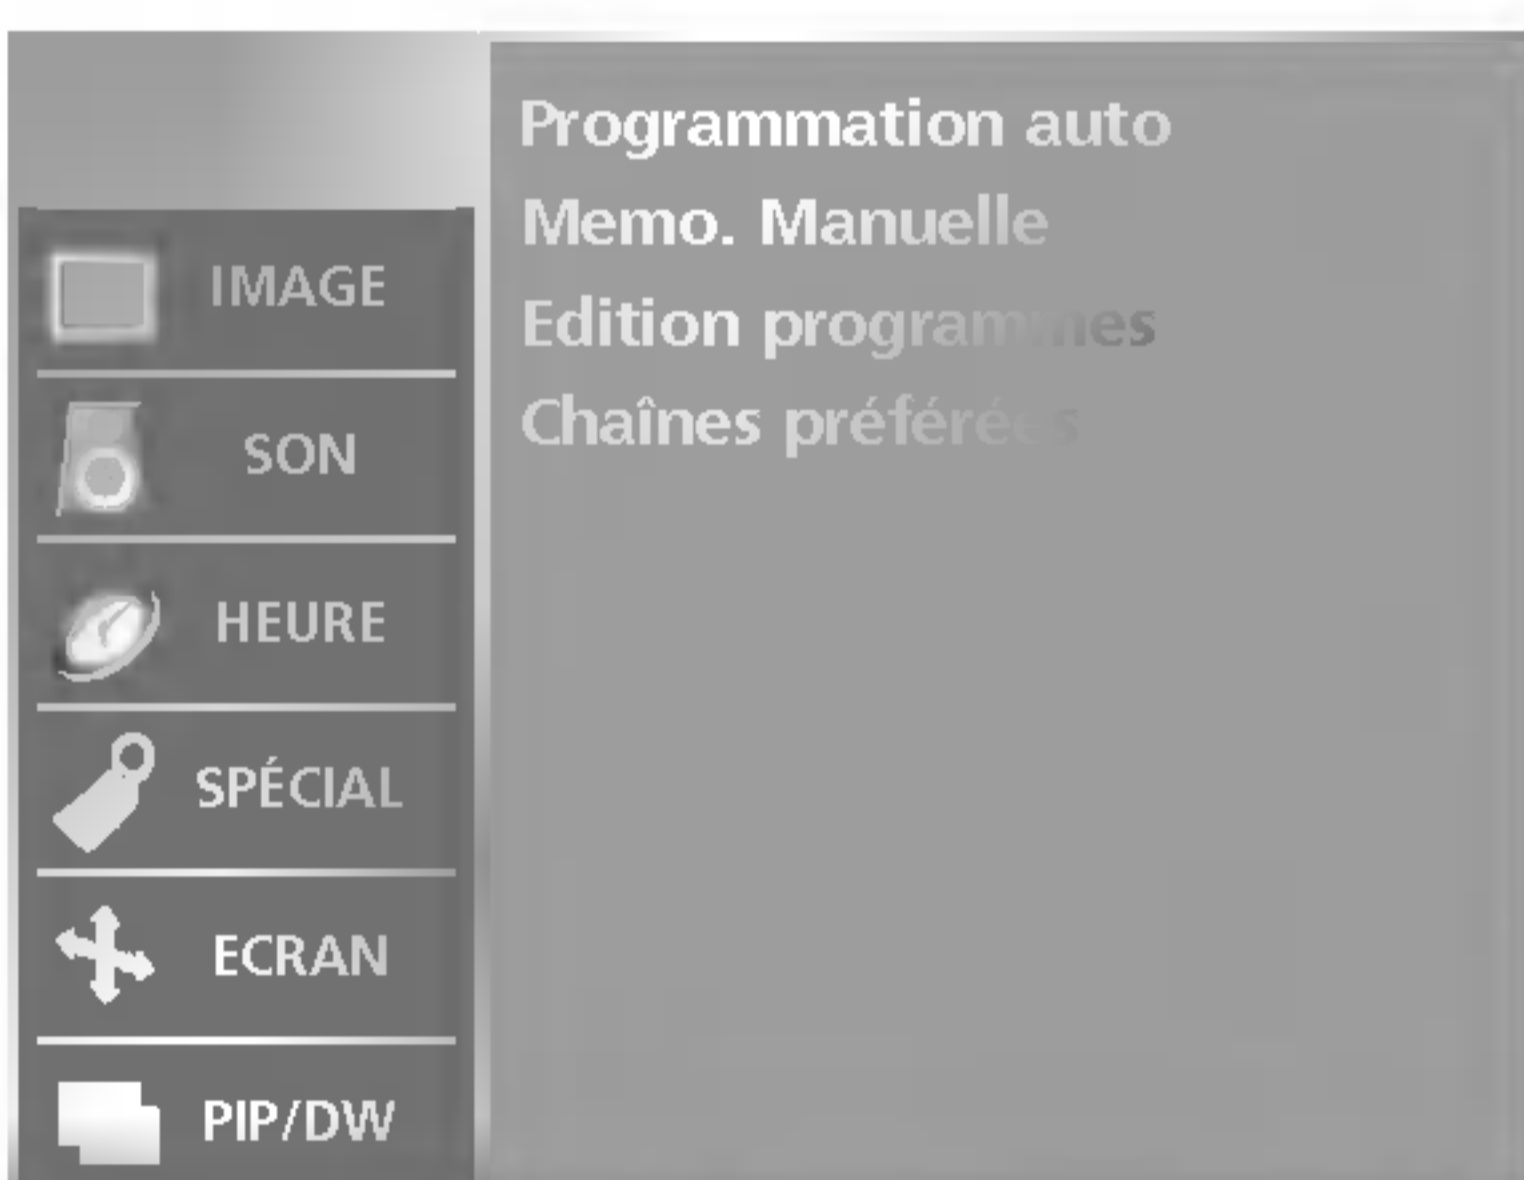 Programmation auto
Memo. Manuelle
Edition programmes
Chaînes préférées
IMAGE
SON
HEURE
SPÉCIAL
ECRAN
PIP/DW